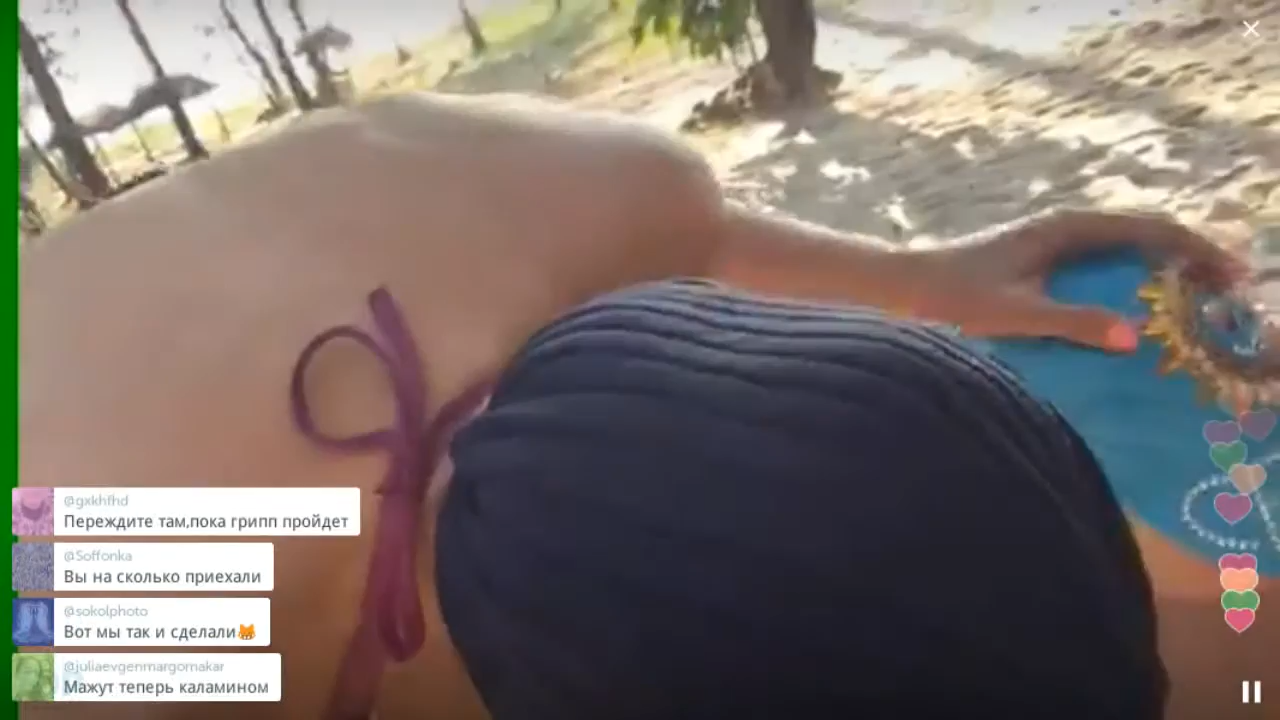 @gxkhfhd
Переждите там,пока грипп пройдет
@Soffonka
Вы на сколько приехали
@sokolphoto
Вот мы так и сделали
@juliaevgenmargomakar
Мажут теперь каламином